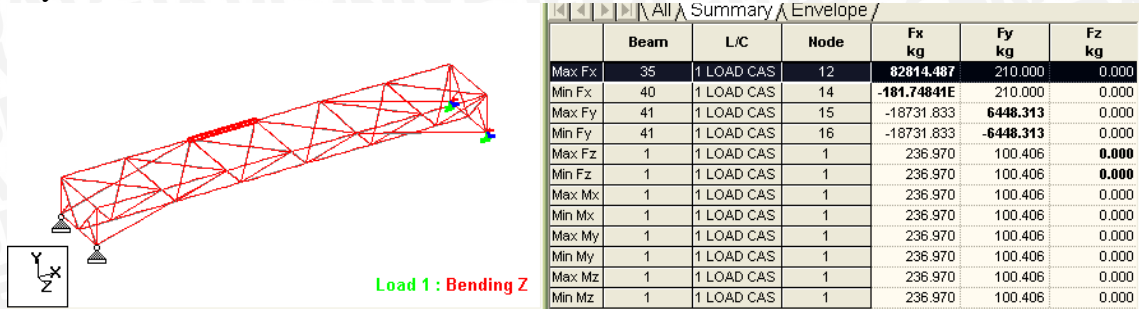 All Summary Envelope
Beam L/C Node Fx kg Fy kg Fz kg
Max Fx 35 1 LOAD CAS 12 82814.487 210.000 0.000
Min Fx 40 1 LOAD CAS 14 -181.74841E 210.000 0.000
Max Fy 41 1 LOAD CAS 15 -18731.833 6448.313 0.000
Min Fy 41 1 LOAD CAS 16 -18731.833 -6448.313 0.000
Max Fz 1 1 LOAD CAS 1 236.970 100.406 0.000
Min Fz 1 1 LOAD CAS 1 236.970 100.406 0.000
Max Mx 1 1 LOAD CAS 1 236.970 100.406 0.000
Min Mx 1 1 LOAD CAS 1 236.970 100.406 0.000
Max My 1 1 LOAD CAS 1 236.970 100.406 0.000
Min My 1 1 LOAD CAS 1 236.970 100.406 0.000
Max Mz 1 1 LOAD CAS 1 236.970 100.406 0.000
Min Mz 1 1 LOAD CAS 1 236.970 100.406 0.000
Y
X
Z
Load 1 : Bending Z